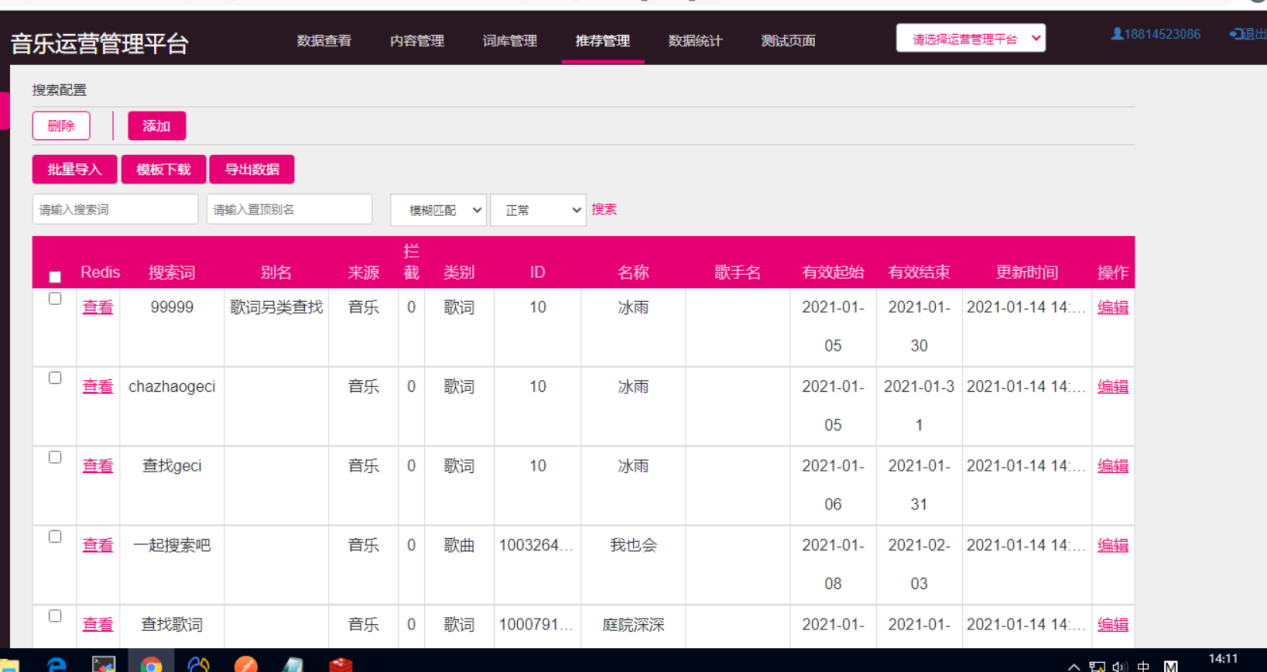 音乐运营管理平台 数据查看 内容管理 词库管理 推荐管理 数据统计 测试页面 请选择运营管理平台 18814523086 退出
搜索配置
删除 添加
批量导入 模板下载 导出数据
请输入搜索词 请输入置顶别名 模糊匹配 正常 搜索
Redis 搜索词 别名 来源 拦截 类别 ID 名称 歌手名 有效起始 有效结束 更新时间 操作
查看 99999 歌词另类查找 音乐 0 歌词 10 冰雨 2021-01-05 2021-01-30 2021-01-14 14:... 编辑
查看 chazhaogeci 音乐 0 歌词 10 冰雨 2021-01-05 2021-01-31 2021-01-14 14:... 编辑
查看 查找geci 音乐 0 歌词 10 冰雨 2021-01-06 2021-01-31 2021-01-14 14:... 编辑
查看 一起搜索吧 音乐 0 歌曲 1003264... 我也会 2021-01-08 2021-02-03 2021-01-14 14:... 编辑
查看 查找歌词 音乐 0 歌词 1000791... 庭院深深 2021-01- 2021-01- 2021-01-14 14:... 编辑
中 M 14:11